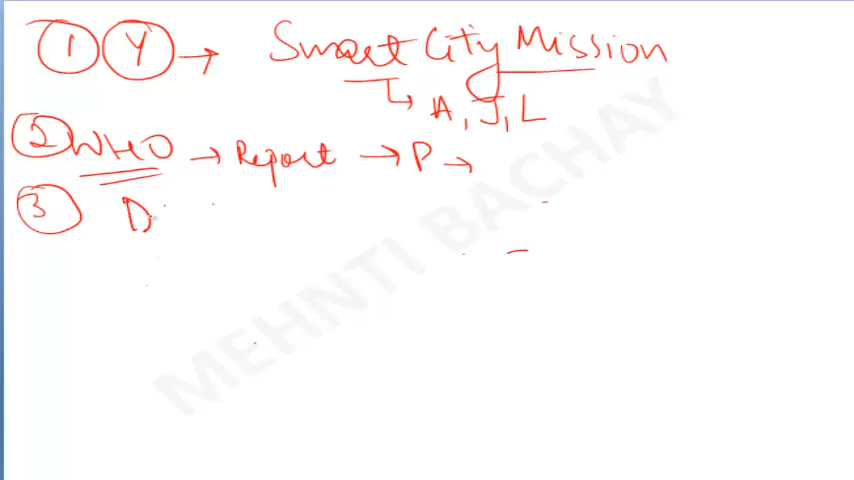 1 Y → Smart City Mission
↳ A, J, L
2 WHO → Report → P →
3 D
MEHNTI BACHAY